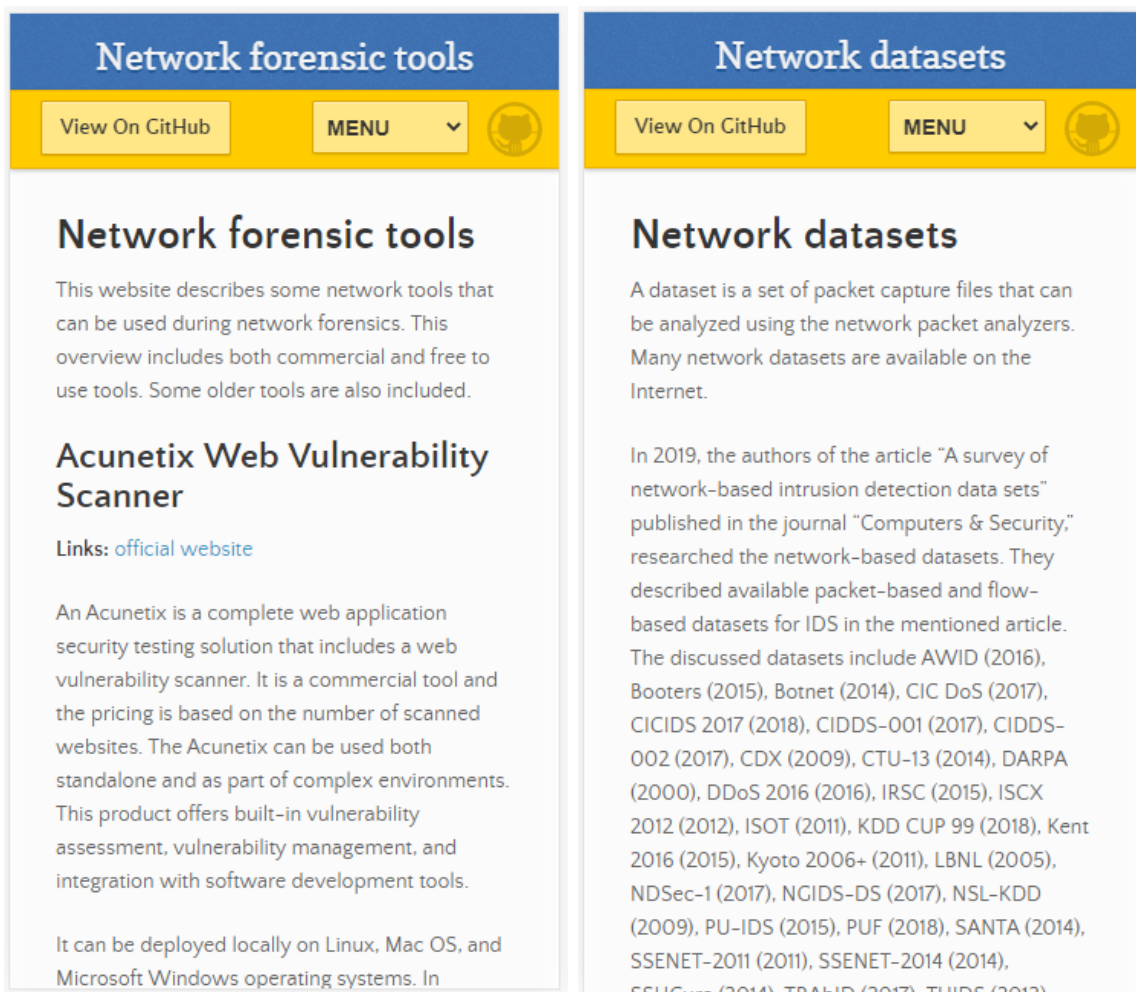 Network forensic tools
View On GitHub
MENU
Network forensic tools
This website describes some network tools that
can be used during network forensics. This
overview includes both commercial and free to
use tools. Some older tools are also included.
Acunetix Web Vulnerability
Scanner
Links: official website
An Acunetix is a complete web application
security testing solution that includes a web
vulnerability scanner. It is a commercial tool and
the pricing is based on the number of scanned
websites. The Acunetix can be used both
standalone and as part of complex environments.
This product offers built-in vulnerability
assessment, vulnerability management, and
integration with software development tools.
It can be deployed locally on Linux, Mac OS, and
Microsoft Windows operating systems. In
Network datasets
View On GitHub
MENU
Network datasets
A dataset is a set of packet capture files that can
be analyzed using the network packet analyzers.
Many network datasets are available on the
Internet.
In 2019, the authors of the article “A survey of
network-based intrusion detection data sets”
published in the journal “Computers & Security,”
researched the network-based datasets. They
described available packet-based and flow-
based datasets for IDS in the mentioned article.
The discussed datasets include AWID (2016),
Booters (2015), Botnet (2014), CIC DoS (2017),
CICIDS 2017 (2018), CIDDS-001 (2017), CIDDS-
002 (2017), CDX (2009), CTU-13 (2014), DARPA
(2000), DDoS 2016 (2016), IRSC (2015), ISCX
2012 (2012), ISOT (2011), KDD CUP 99 (2018), Kent
2016 (2015), Kyoto 2006+ (2011), LBNL (2005),
NDSec-1 (2017), NGIDS-DS (2017), NSL-KDD
(2009), PU-IDS (2015), PUF (2018), SANTA (2014),
SSENET-2011 (2011), SSENET-2014 (2014),